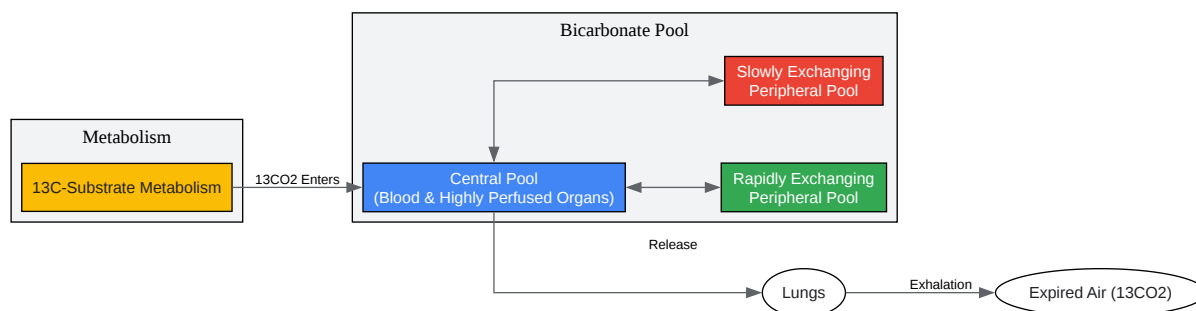 Bicarbonate Pool
Slowly Exchanging
Peripheral Pool
Metabolism
13C-Substrate Metabolism
13CO2 Enters
Central Pool
(Blood & Highly Perfused Organs)
Rapidly Exchanging
Peripheral Pool
Release
Lungs
Exhalation
Expired Air (13CO2)